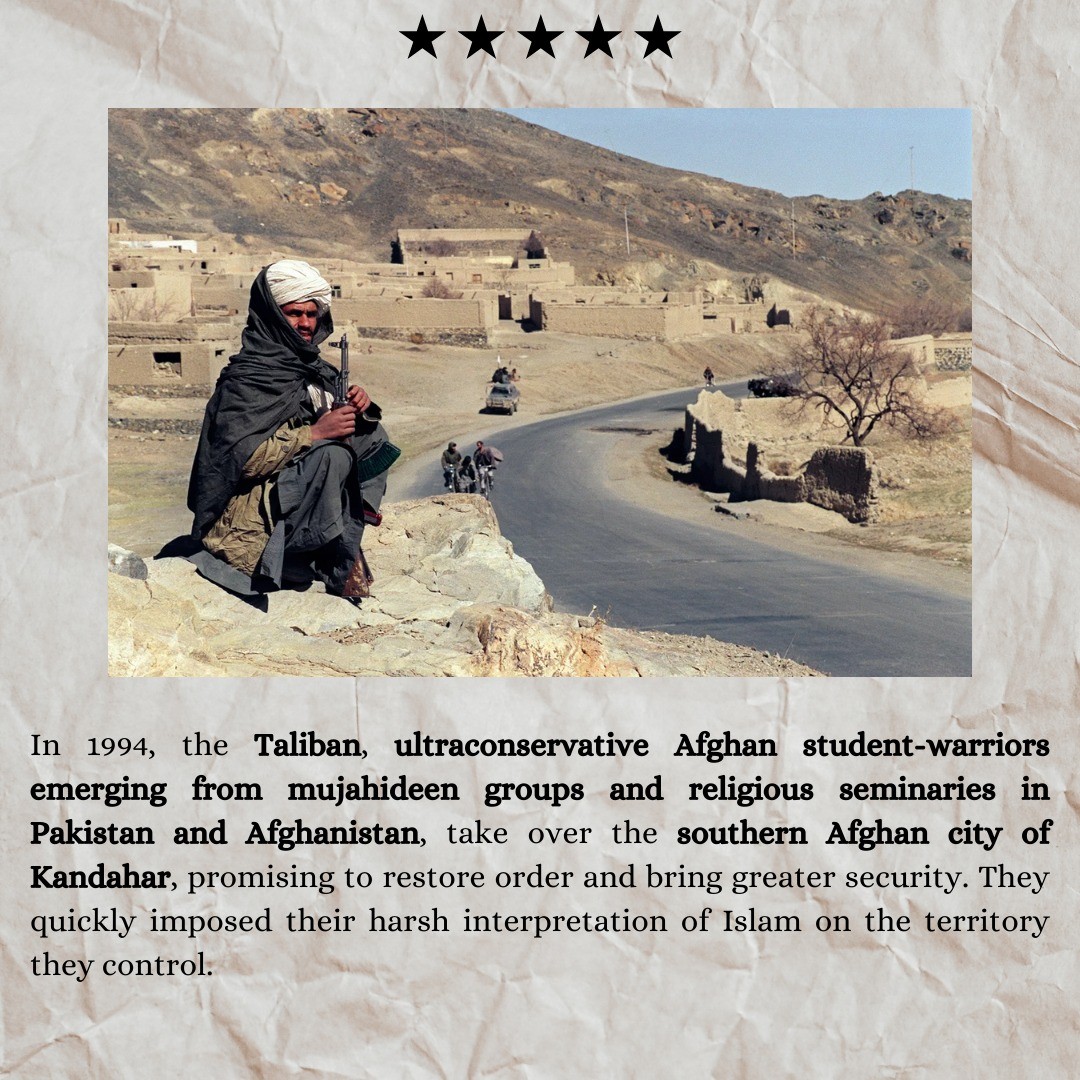 In 1994, the Taliban, ultraconservative Afghan student-warriors
emerging from mujahideen groups and religious seminaries in
Pakistan and Afghanistan, take over the southern Afghan city of
Kandahar, promising to restore order and bring greater security. They
quickly imposed their harsh interpretation of Islam on the territory
they control.